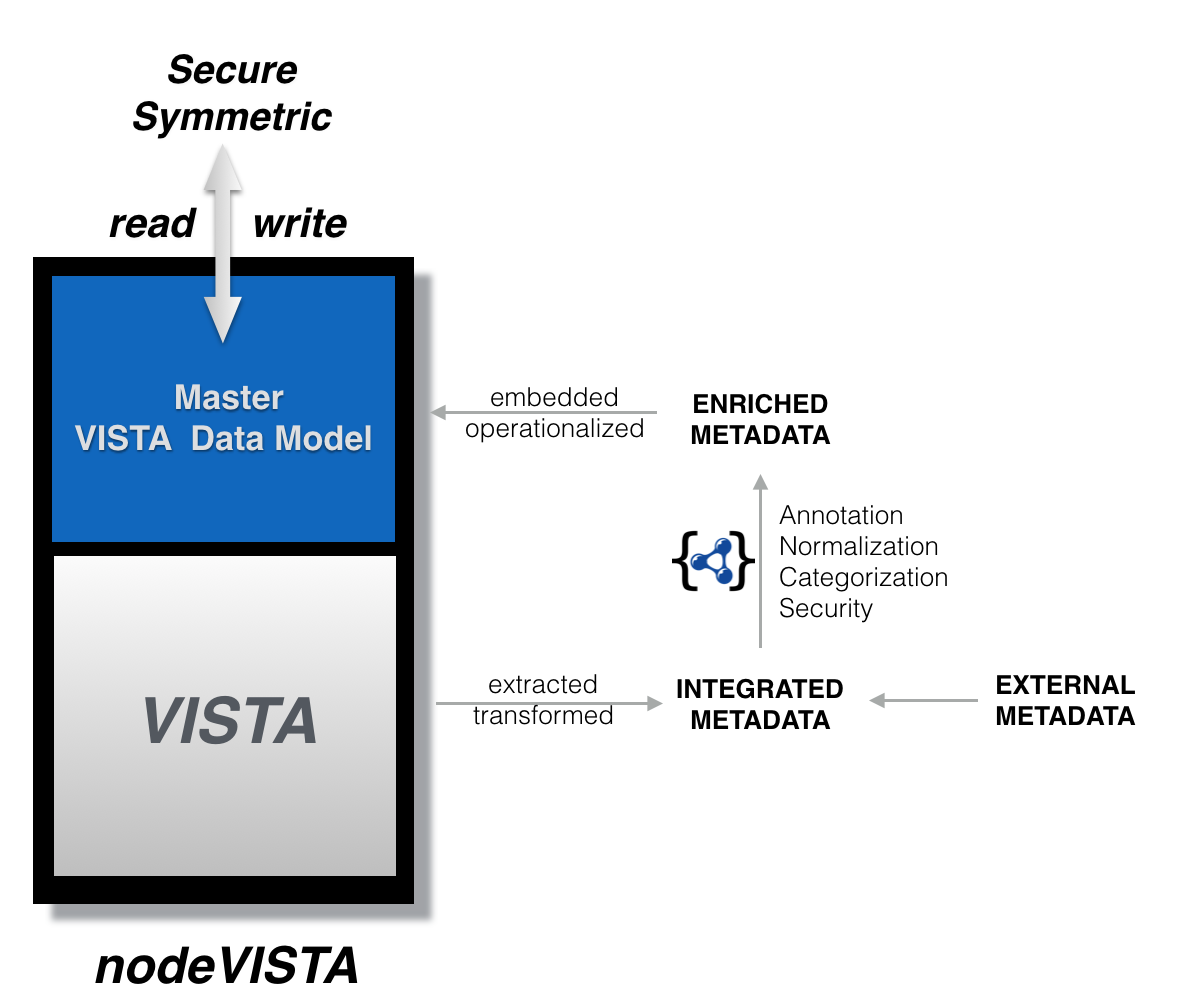 Secure
Symmetric
read write
Master
VISTA Data Model
embedded
operationalized
ENRICHED
METADATA
Annotation
Normalization
Categorization
Security
{ }
VISTA
extracted
transformed
INTEGRATED
METADATA
EXTERNAL
METADATA
nodeVISTA